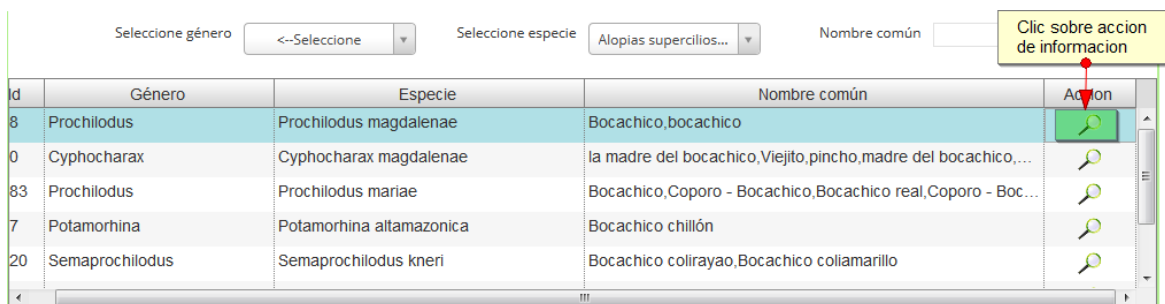 Seleccione género <--Seleccione Seleccione especie Alopias supercilios... Nombre común
Clic sobre accion
de informacion
Id Género Especie Nombre común
8 Prochilodus Prochilodus magdalenae Bocachico,bocachico
0 Cyphocharax Cyphocharax magdalenae la madre del bocachico,Viejito,pincho,madre del bocachico,...
83 Prochilodus Prochilodus mariae Bocachico,Coporo - Bocachico,Bocachico real,Coporo - Boc...
7 Potamorhina Potamorhina altamazonica Bocachico chillón
20 Semaprochilodus Semaprochilodus kneri Bocachico colirayao,Bocachico coliamarillo